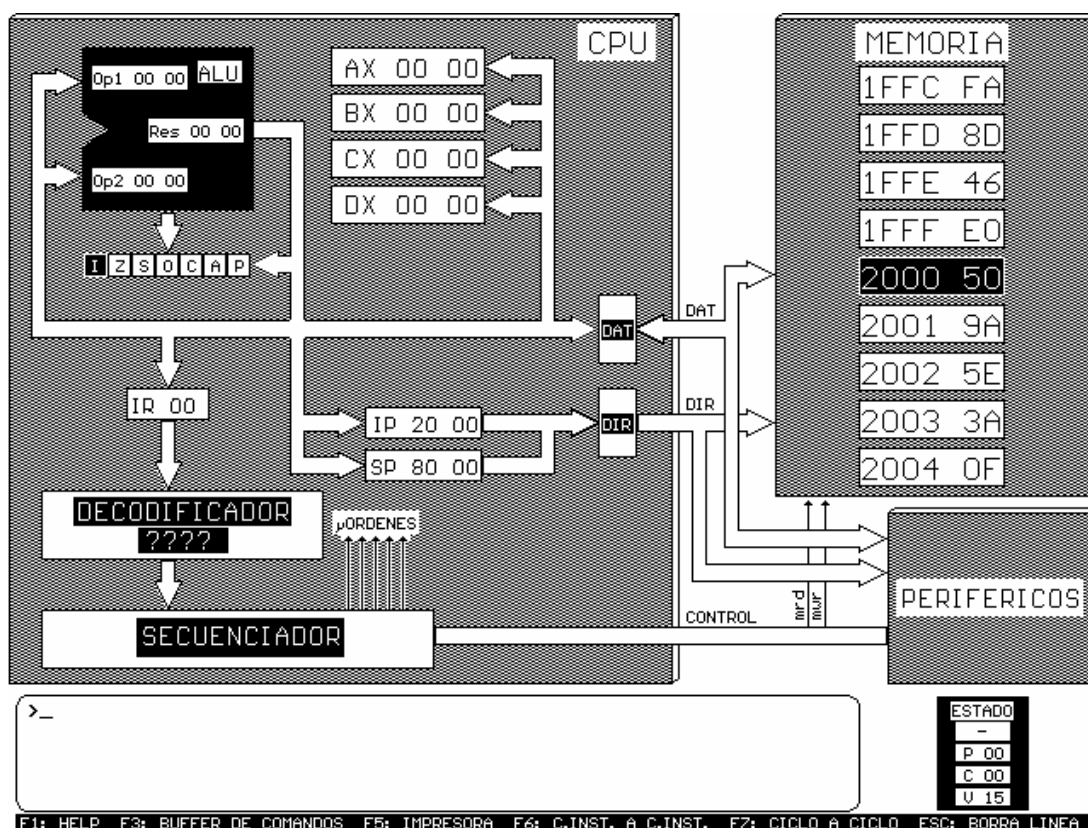 CPU
MEMORIA
Op1 00 00
ALU
Res 00 00
Op2 00 00
I Z S O C A P
AX 00 00
BX 00 00
CX 00 00
DX 00 00
1FFC FA
1FFD 8D
1FFE 46
1FFF E0
2000 50
2001 9A
2002 5E
2003 3A
2004 0F
DAT
DAT
DIR
DIR
IR 00
IP 20 00
SP 80 00
DECODIFICADOR
????
µORDENES
SECUENCIADOR
CONTROL
mrd
mwr
PERIFERICOS
>_
ESTADO
-
P 00
C 00
V 15
F1: HELP F3: BUFFER DE COMANDOS F5: IMPRESORA F6: C.INST. A C.INST. F7: CICLO A CICLO ESC: BORRA LINEA